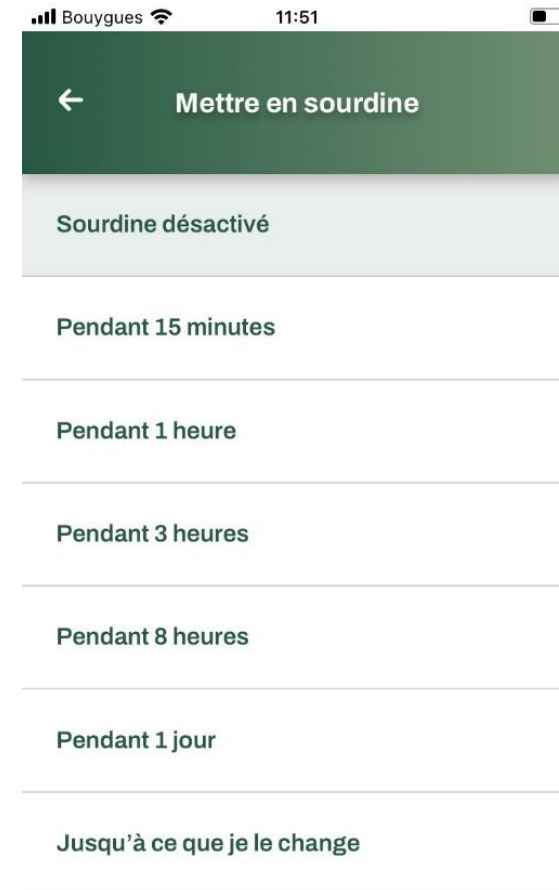 Bouygues 11:51
Mettre en sourdine
Sourdine désactivé
Pendant 15 minutes
Pendant 1 heure
Pendant 3 heures
Pendant 8 heures
Pendant 1 jour
Jusqu’à ce que je le change